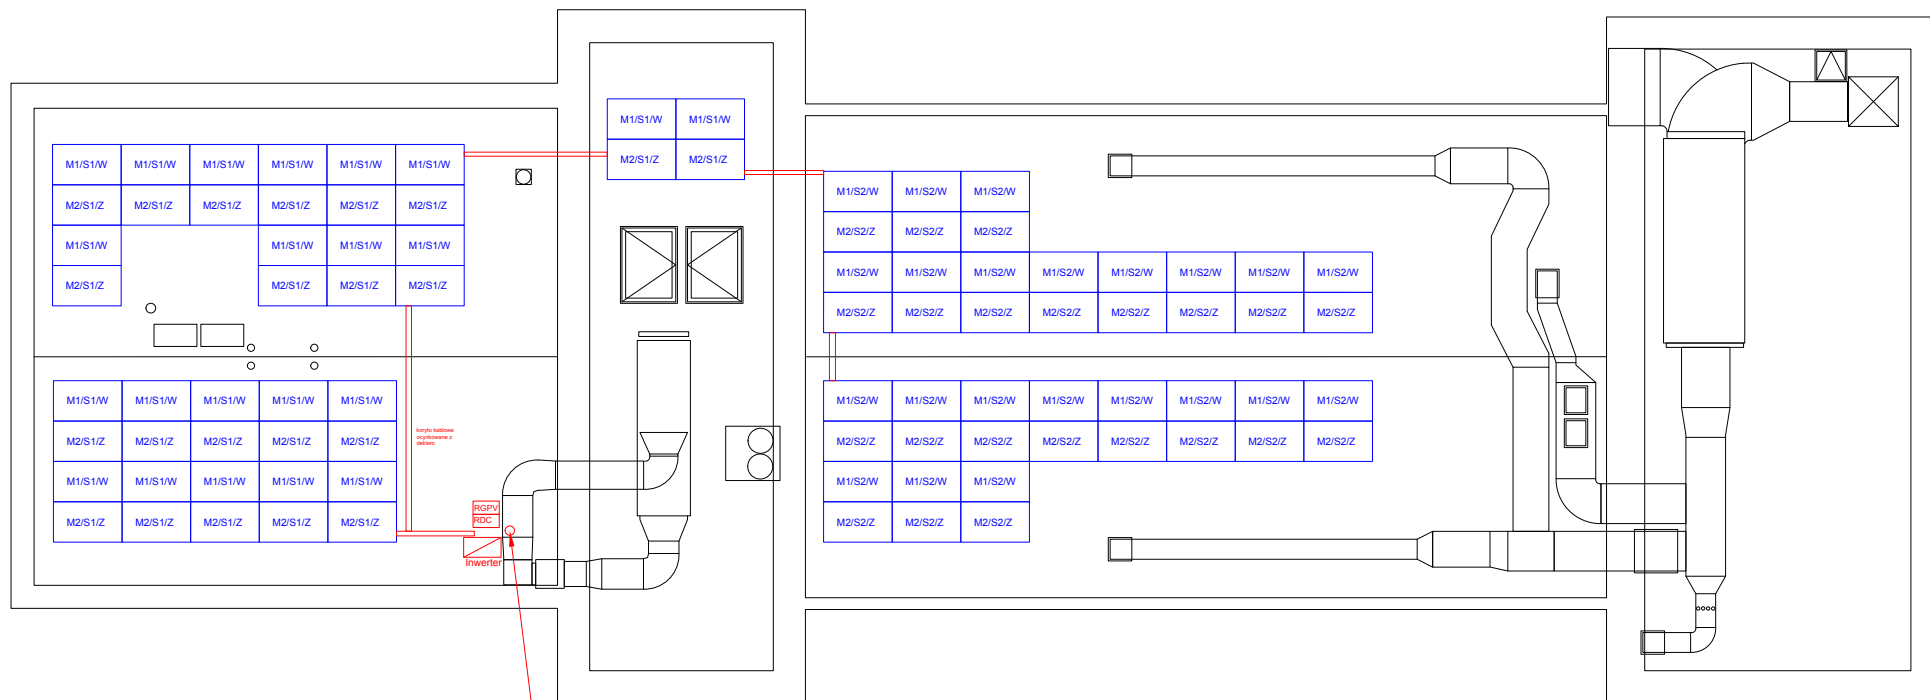 M1/S1/W M1/S1/W
M2/S1/Z M2/S1/Z
M1/S1/W M1/S1/W M1/S1/W M1/S1/W M1/S1/W M1/S1/W
M2/S1/Z M2/S1/Z M2/S1/Z M2/S1/Z M2/S1/Z M2/S1/Z
M1/S1/W M1/S1/W M1/S1/W M1/S1/W
M2/S1/Z M2/S1/Z M2/S1/Z M2/S1/Z
M1/S2/W M1/S2/W M1/S2/W
M2/S2/Z M2/S2/Z M2/S2/Z
M1/S2/W M1/S2/W M1/S2/W M1/S2/W M1/S2/W M1/S2/W M1/S2/W M1/S2/W
M2/S2/Z M2/S2/Z M2/S2/Z M2/S2/Z M2/S2/Z M2/S2/Z M2/S2/Z M2/S2/Z
M1/S1/W M1/S1/W M1/S1/W M1/S1/W M1/S1/W
M2/S1/Z M2/S1/Z M2/S1/Z M2/S1/Z M2/S1/Z
M1/S1/W M1/S1/W M1/S1/W M1/S1/W M1/S1/W
M2/S1/Z M2/S1/Z M2/S1/Z M2/S1/Z M2/S1/Z
koryto kablowe
ocynkowane z
deklem
RGPV
RDC
Inwerter
M1/S2/W M1/S2/W M1/S2/W M1/S2/W M1/S2/W M1/S2/W M1/S2/W M1/S2/W
M2/S2/Z M2/S2/Z M2/S2/Z M2/S2/Z M2/S2/Z M2/S2/Z M2/S2/Z M2/S2/Z
M1/S2/W M1/S2/W M1/S2/W
M2/S2/Z M2/S2/Z M2/S2/Z